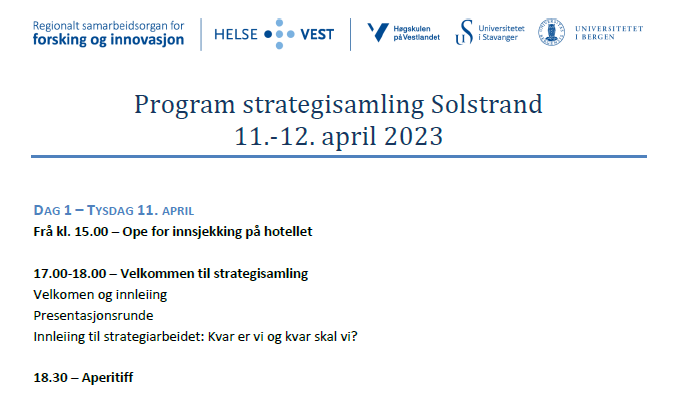 Regionalt samarbeidsorgan for
forsking og innovasjon
HELSE VEST
Høgskulen
på Vestlandet
Universitetet
i Stavanger
UNIVERSITETET
I BERGEN
Program strategisamling Solstrand
11.-12. april 2023
DAG 1 – TYSDAG 11. APRIL
Frå kl. 15.00 – Ope for innsjekking på hotellet
17.00-18.00 – Velkommen til strategisamling
Velkomen og innleiing
Presentasjonsrunde
Innleiing til strategiarbeidet: Kvar er vi og kvar skal vi?
18.30 – Aperitiff